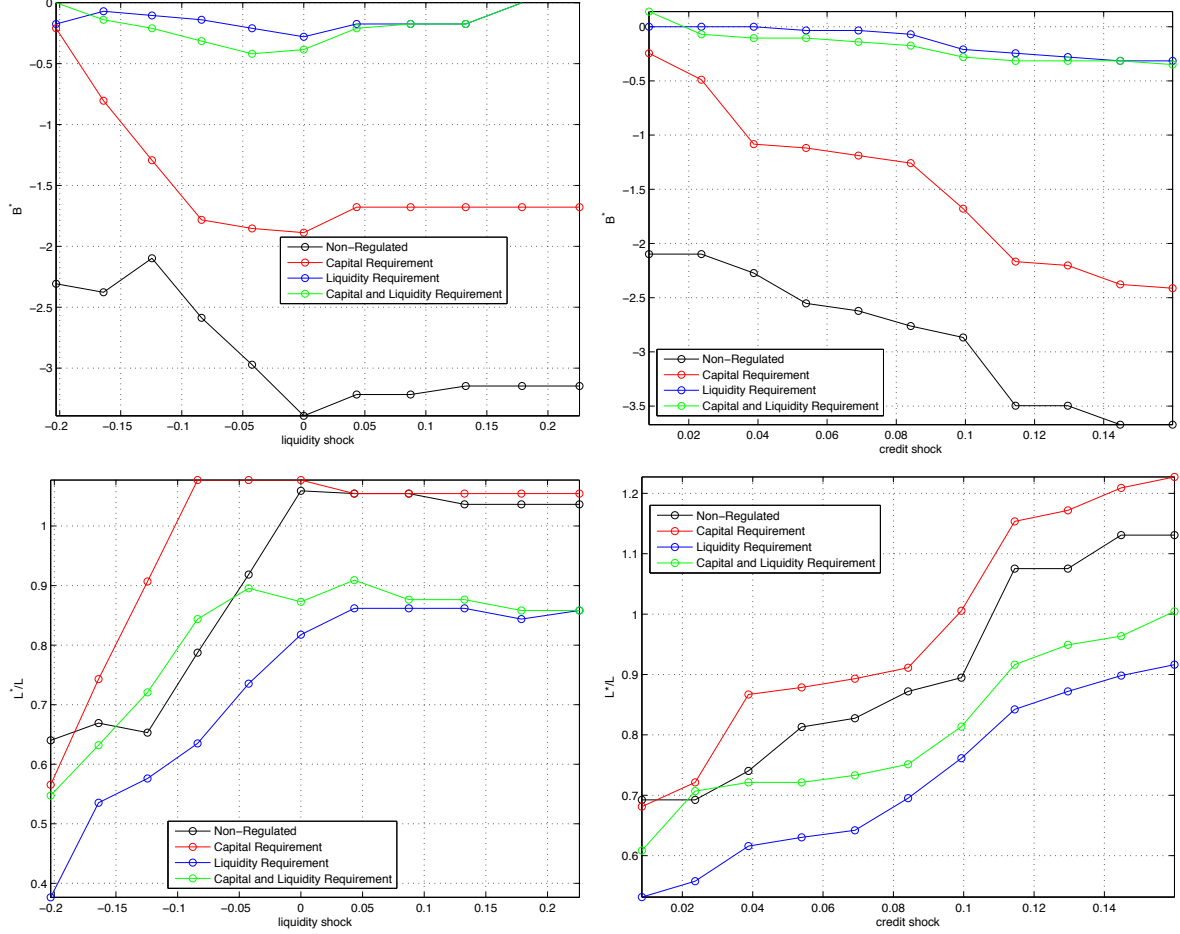 0
−0.5
−1
−1.5
−2
−2.5
−3
B*
−0.2 −0.15 −0.1 −0.05 0 0.05 0.1 0.15 0.2
liquidity shock
Non-Regulated
Capital Requirement
Liquidity Requirement
Capital and Liquidity Requirement
0
−0.5
−1
−1.5
−2
−2.5
−3
−3.5
B*
0.02 0.04 0.06 0.08 0.1 0.12 0.14
credit shock
Non-Regulated
Capital Requirement
Liquidity Requirement
Capital and Liquidity Requirement
1
0.9
0.8
0.7
0.6
0.5
0.4
L*/L
−0.2 −0.15 −0.1 −0.05 0 0.05 0.1 0.15 0.2
liquidity shock
Non-Regulated
Capital Requirement
Liquidity Requirement
Capital and Liquidity Requirement
1.2
1.1
1
0.9
0.8
0.7
0.6
L*/L
0.02 0.04 0.06 0.08 0.1 0.12 0.14
credit shock
Non-Regulated
Capital Requirement
Liquidity Requirement
Capital and Liquidity Requirement